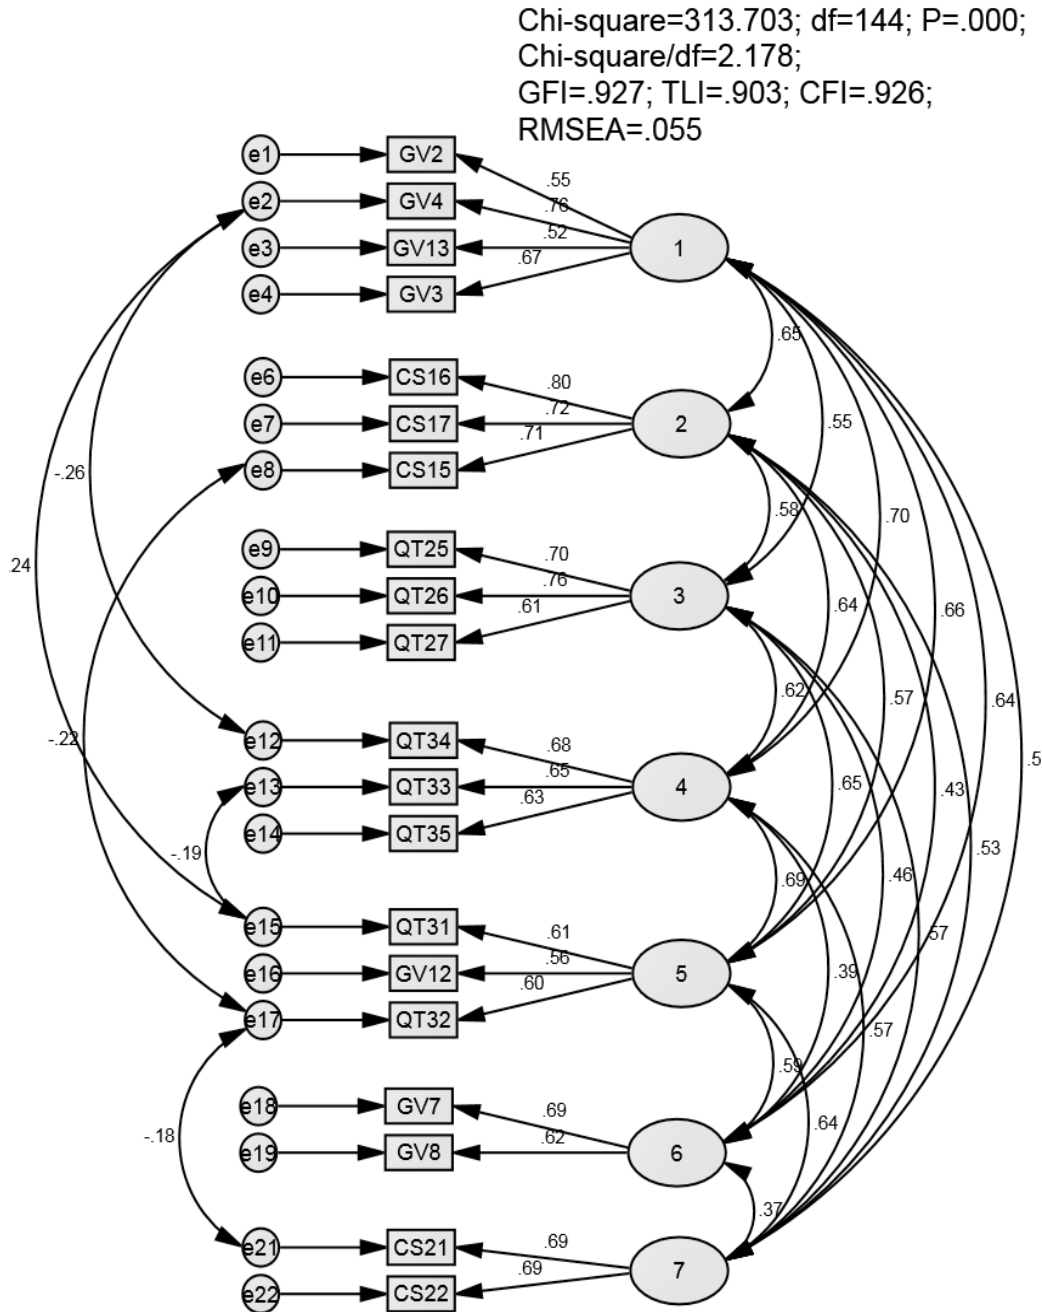 Chi-square=313.703; df=144; P=.000;
Chi-square/df=2.178;
GFI=.927; TLI=.903; CFI=.926;
RMSEA=.055
e1 GV2 .55
e2 GV4 .76
e3 GV13 .52 1
e4 GV3 .67
.65
e6 CS16 .80
e7 CS17 .72 2 .55
e8 CS15 .71
-.26
.58 .70
e9 QT25 .70
.24
e10 QT26 .76 3 .64 .66
e11 QT27 .61
.62 .57 .64
-.22 e12 QT34 .68
e13 QT33 .65 4 .65 .43 .5
e14 QT35 .63
-.19 .69 .46 .53
e15 QT31 .61 .57
e16 GV12 .56 5 .39
e17 QT32 .60 .57
.59
e18 GV7 .69
-.18 .64
e19 GV8 .62 6
.37
e21 CS21 .69
7
e22 CS22 .69